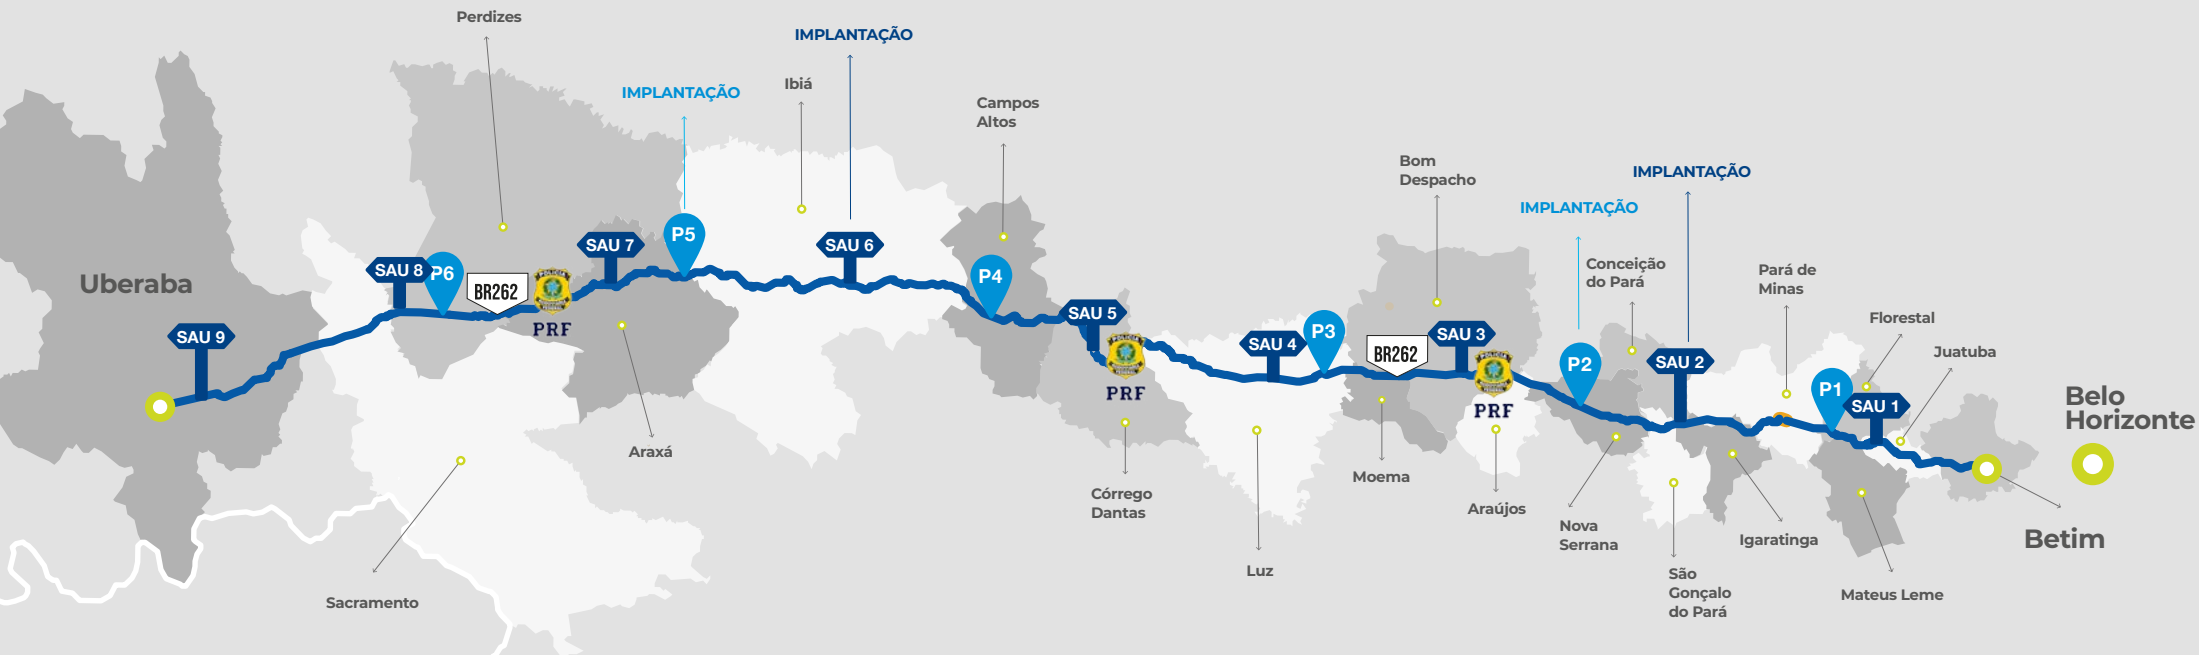 Perdizes
IMPLANTAÇÃO
IMPLANTAÇÃO
Ibiá
Campos
Altos
Bom
Despacho
IMPLANTAÇÃO
IMPLANTAÇÃO
Conceição
do Pará
Pará de
Minas
Florestal
Juatuba
Uberaba
SAU 9
SAU 8
P6
BR262
PRF
SAU 7
P5
SAU 6
P4
SAU 5
PRF
SAU 4
P3
BR262
SAU 3
PRF
P2
SAU 2
P1
SAU 1
Belo
Horizonte
Betim
Sacramento
Araxá
Córrego
Dantas
Luz
Moema
Araújos
Nova
Serrana
São
Gonçalo
do Pará
Igaratinga
Mateus Leme